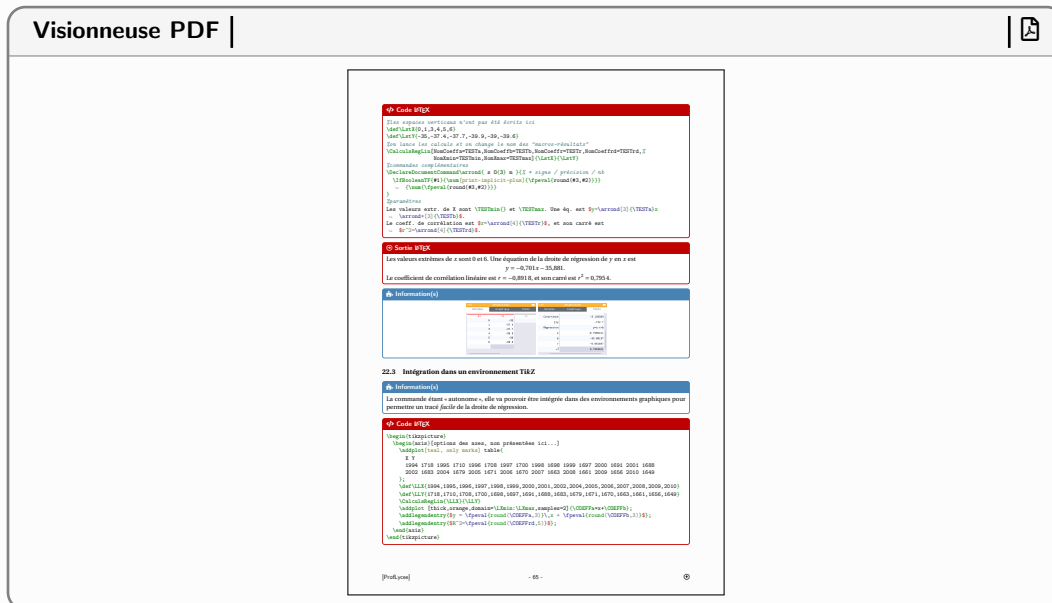 Visionneuse PDF
</> Code LATEX
%les espaces verticaux n'ont pas été écrits ici
\def\LstX{0,1,3,4,5,6}
\def\LstY{-35,-37.4,-37.7,-39.9,-39,-39.6}
%on lance les calculs et on change le nom des "macros-résultats"
\CalculsRegLin[NomCoeffa=TESTa,NomCoeffb=TESTb,NomCoeffr=TESTr,NomCoeffrd=TESTrd,%
NomXmin=TESTmin,NomXmax=TESTmax]{\LstX}{\LstY}
%commandes complémentaires
\DeclareDocumentCommand\arrond{ s O{3} m }{% * signe / précision / nb
\IfBooleanTF{#1}{\num[print-implicit-plus]{\fpeval{round(#3,#2)}}}
{\num{\fpeval{round(#3,#2)}}}
}
%paramètres
Les valeurs extr. de X sont \TESTmin{} et \TESTmax. Une éq. est $y=\arrond[3]{\TESTa}x
\arrond*[3]{\TESTb}$.
Le coeff. de corrélation est $r=\arrond[4]{\TESTr}$, et son carré est
$r^2=\arrond[4]{\TESTrd}$.
Sortie LATEX
Les valeurs extrêmes de x sont 0 et 6. Une équation de la droite de régression de y en x est
y = −0,701x − 35,881.
Le coefficient de corrélation linéaire est r = −0,8918, et son carré est r² = 0,7954.
Information(s)
22.3 Intégration dans un environnement TikZ
Information(s)
La commande étant « autonome », elle va pouvoir être intégrée dans des environnements graphiques pour
permettre un tracé facile de la droite de régression.
</> Code LATEX
\begin{tikzpicture}
\begin{axis}[options des axes, non présentées ici...]
\addplot[teal, only marks] table{
X Y
1994 1718 1995 1710 1996 1708 1997 1700 1998 1698 1999 1697 2000 1691 2001 1688
2002 1683 2004 1679 2005 1671 2006 1670 2007 1663 2008 1661 2009 1656 2010 1649
};
\def\LLX{1994,1995,1996,1997,1998,1999,2000,2001,2002,2004,2005,2006,2007,2008,2009,2010}
\def\LLY{1718,1710,1708,1700,1698,1697,1691,1688,1683,1679,1671,1670,1663,1661,1656,1649}
\CalculsRegLin{\LLX}{\LLY}
\addplot [thick,orange,domain=\LXmin:\LXmax,samples=2]{\COEFFa*x+\COEFFb};
\addlegendentry{$y = \fpeval{round(\COEFFa,3)}\,x + \fpeval{round(\COEFFb,3)}$};
\addlegendentry{$R^2=\fpeval{round(\COEFFrd,5)}$};
\end{axis}
\end{tikzpicture}
[ProfLycee]
- 65 -